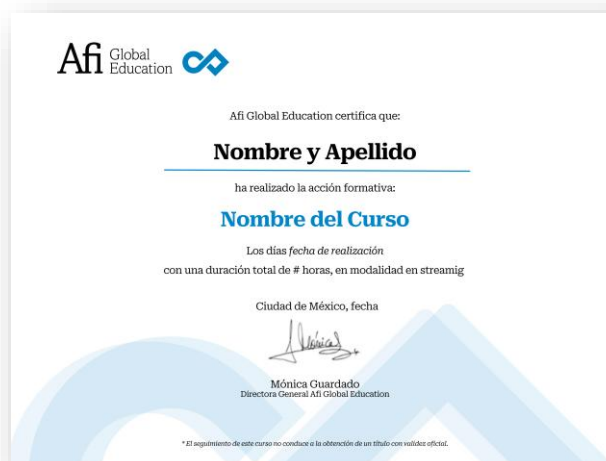 Afi Global
Education
Afi Global Education certifica que:
Nombre y Apellido
ha realizado la acción formativa:
Nombre del Curso
Los días fecha de realización
con una duración total de # horas, en modalidad en streamig
Ciudad de México, fecha
Mónica Guardado
Directora General Afi Global Education
* El seguimiento de este curso no conduce a la obtención de un título con validez oficial.